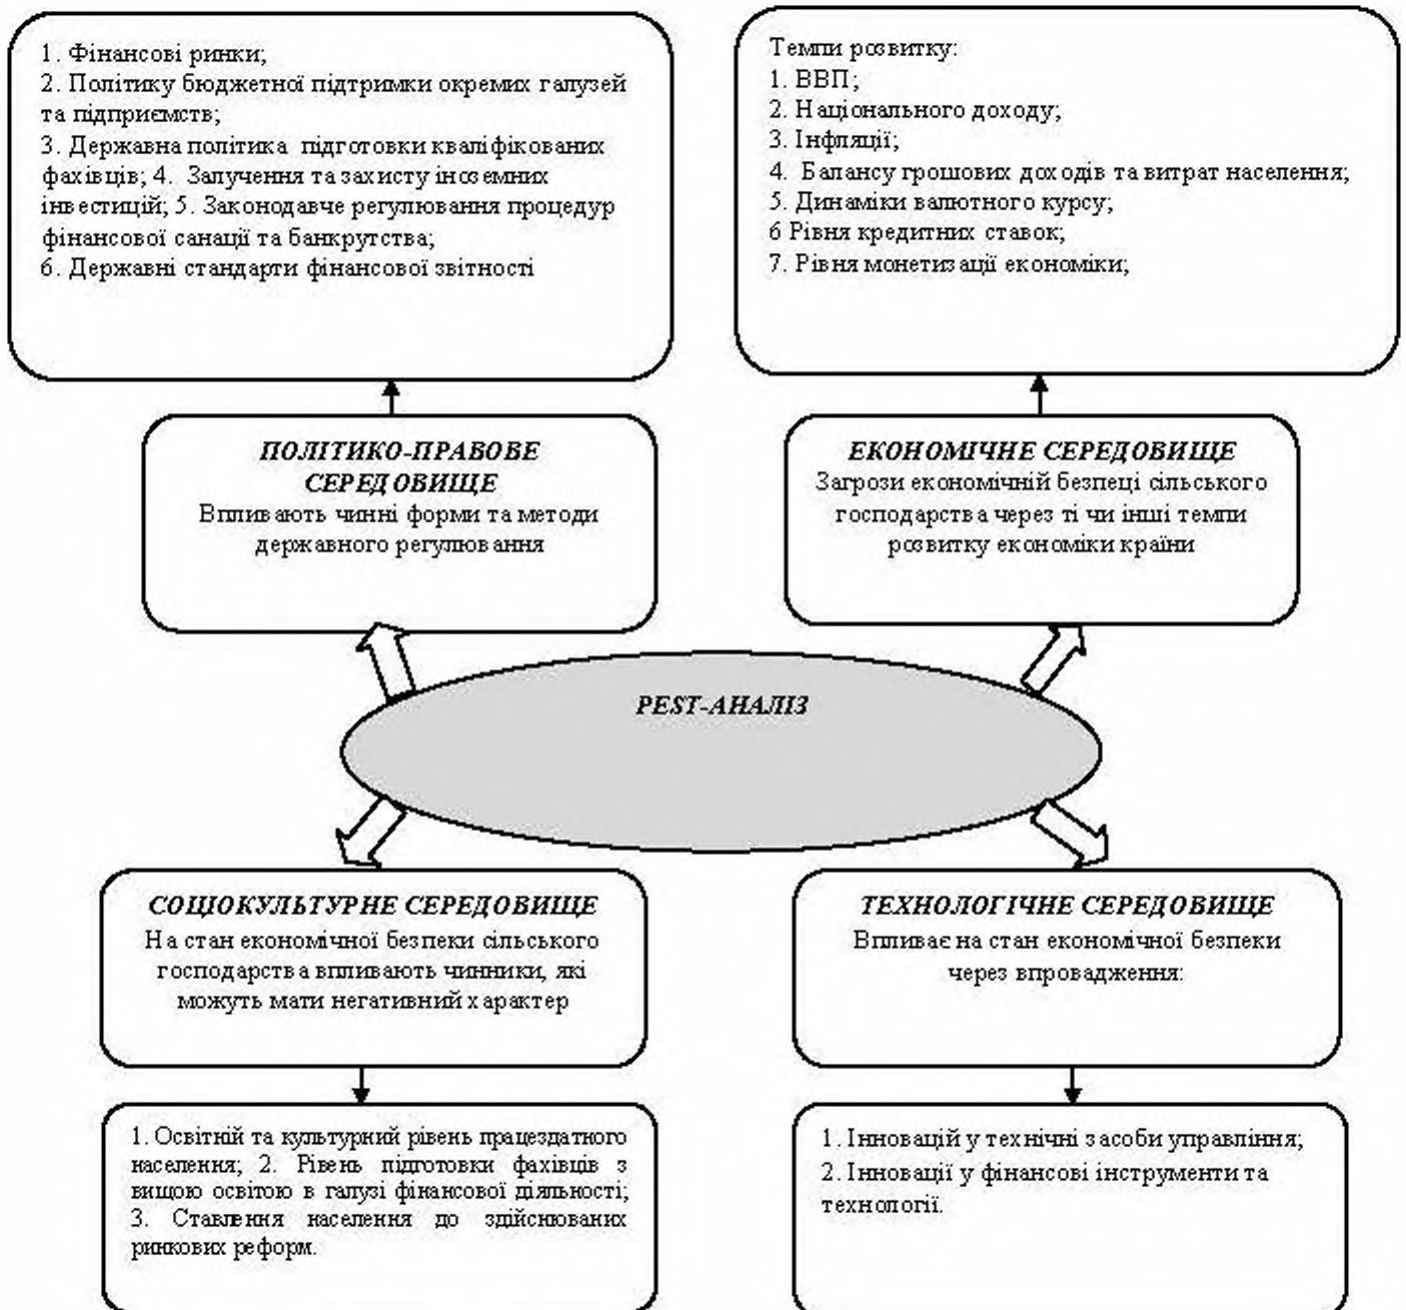 1. Фінансові ринки;
2. Політику бюджетної підтримки окремих галузей
та підприємств;
3. Державна політика підготовки кваліфікованих
фахівців; 4. Залучення та захисту іноземних
інвестицій; 5. Законодавче регулювання процедур
фінансової санації та банкрутства;
6. Державні стандарти фінансової звітності
Темпи розвитку:
1. ВВП;
2. Національного доходу;
3. Інфляції;
4. Балансу грошових доходів та витрат населення;
5. Динаміки валютного курсу;
6 Рівня кредитних ставок;
7. Рівня монетизації економіки;
ПОЛІТИКО-ПРАВОВЕ
СЕРЕДОВИЩЕ
Впливають чинні форми та методи
державного регулювання
ЕКОНОМІЧНЕ СЕРЕДОВИЩЕ
Загрози економічній безпеці сільського
господарства через ті чи інші темпи
розвитку економіки країни
PEST-АНАЛІЗ
СОЦІОКУЛЬТУРНЕ СЕРЕДОВИЩЕ
На стан економічної безпеки сільського
господарства впливають чинники, які
можуть мати негативний характер
ТЕХНОЛОГІЧНЕ СЕРЕДОВИЩЕ
Впливає на стан економічної безпеки
через впровадження:
1. Освітній та культурний рівень працездатного
населення; 2. Рівень підготовки фахівців з
вищою освітою в галузі фінансової діяльності;
3. Ставлення населення до здійснюваних
ринкових реформ.
1. Інновацій у технічні засоби управління;
2. Інновації у фінансові інструменти та
технології.